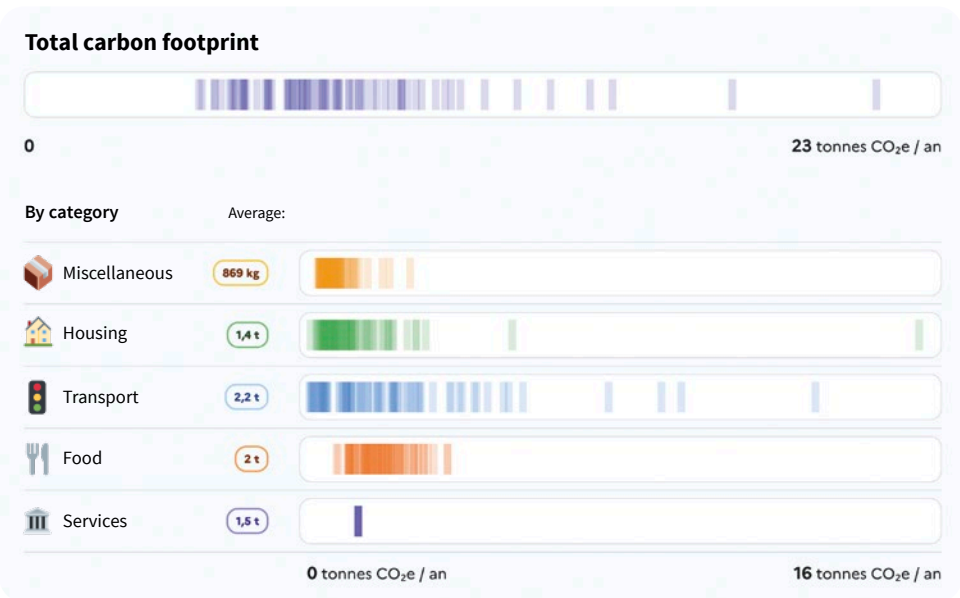 Total carbon footprint
0
23 tonnes CO₂e / an
By category Average:
Miscellaneous 869 kg
Housing 1,4 t
Transport 2,2 t
Food 2 t
Services 1,5 t
0 tonnes CO₂e / an
16 tonnes CO₂e / an